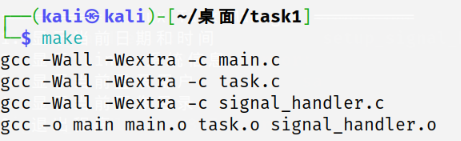 ┌──(kali㉿kali)-[~/桌面/task1]
└─$ make
gcc -Wall -Wextra -c main.c
gcc -Wall -Wextra -c task.c
gcc -Wall -Wextra -c signal_handler.c
gcc -o main main.o task.o signal_handler.o